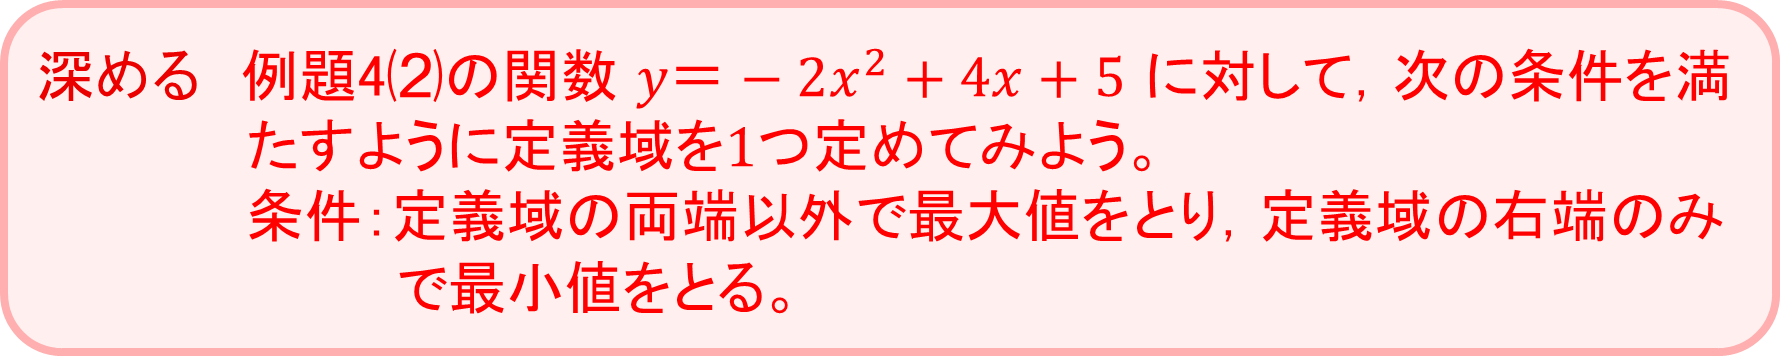 深める 例題4(2)の関数 y=-2x²+4x+5 に対して，次の条件を満
たすように定義域を1つ定めてみよう。
条件：定義域の両端以外で最大値をとり，定義域の右端のみ
で最小値をとる。